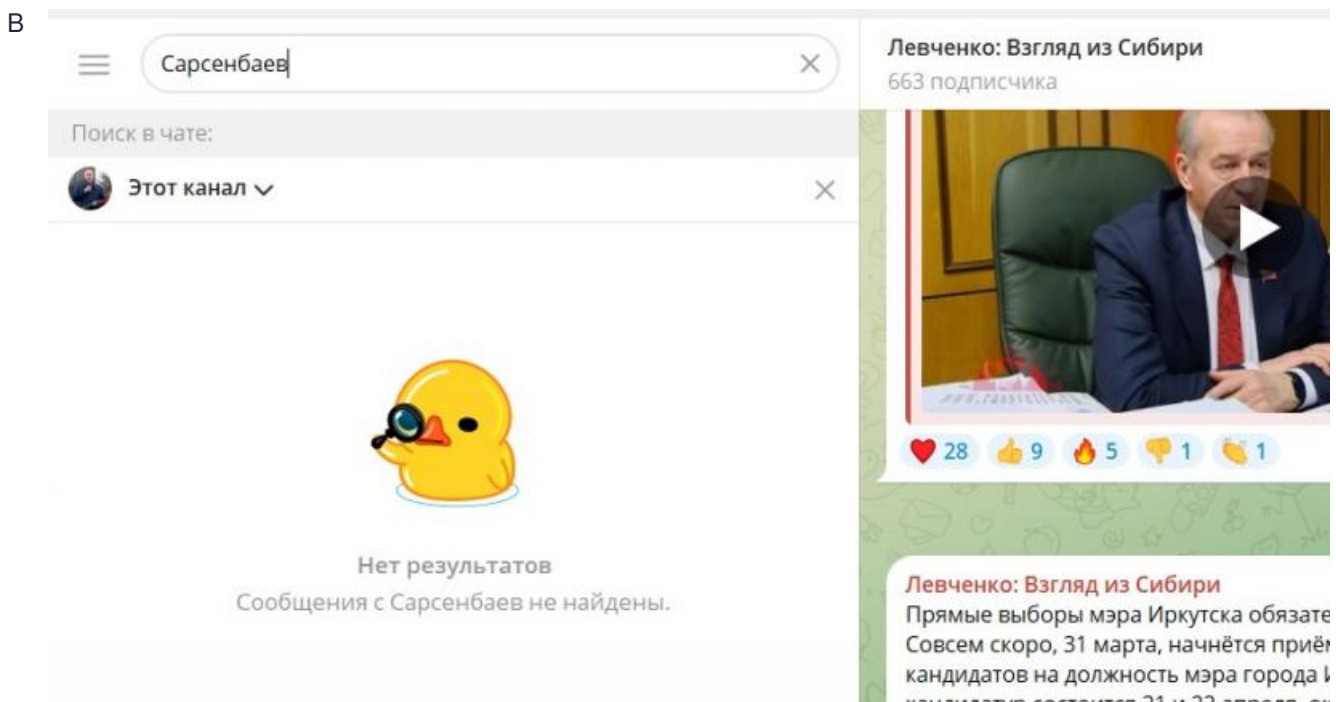 В
Сарсенбаев
Поиск в чате:
Этот канал
Нет результатов
Сообщения с Сарсенбаев не найдены.
Левченко: Взгляд из Сибири
663 подписчика
28 9 5 1 1
Левченко: Взгляд из Сибири
Прямые выборы мэра Иркутска обязате
Совсем скоро, 31 марта, начнётся приём
кандидатов на должность мэра города И